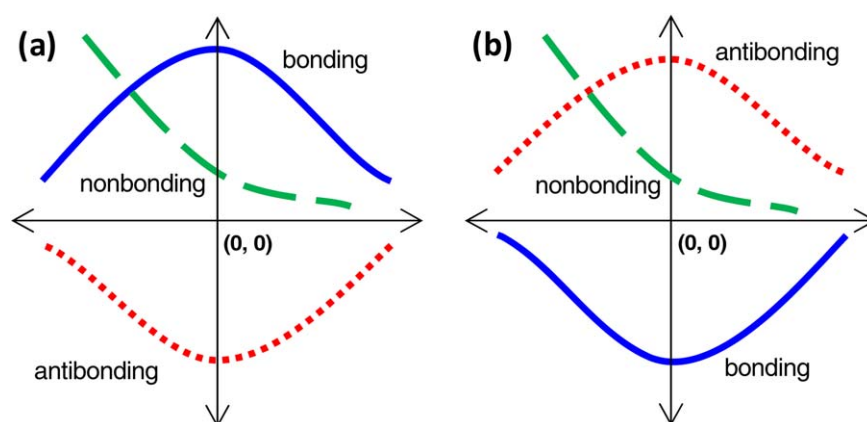 (a)
bonding
nonbonding
(0, 0)
antibonding
(b)
antibonding
nonbonding
(0, 0)
bonding